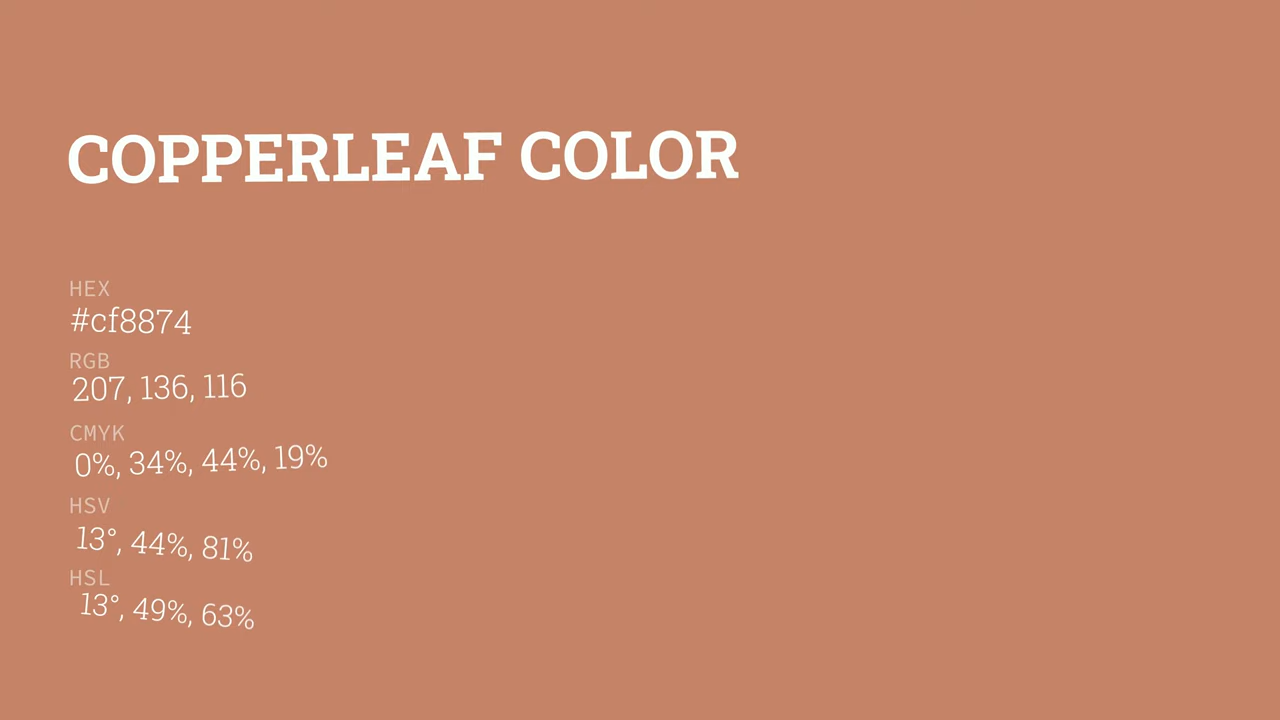 COPPERLEAF COLOR
HEX
#cf8874
RGB
207, 136, 116
CMYK
0%, 34%, 44%, 19%
HSV
13°, 44%, 81%
HSL
13°, 49%, 63%